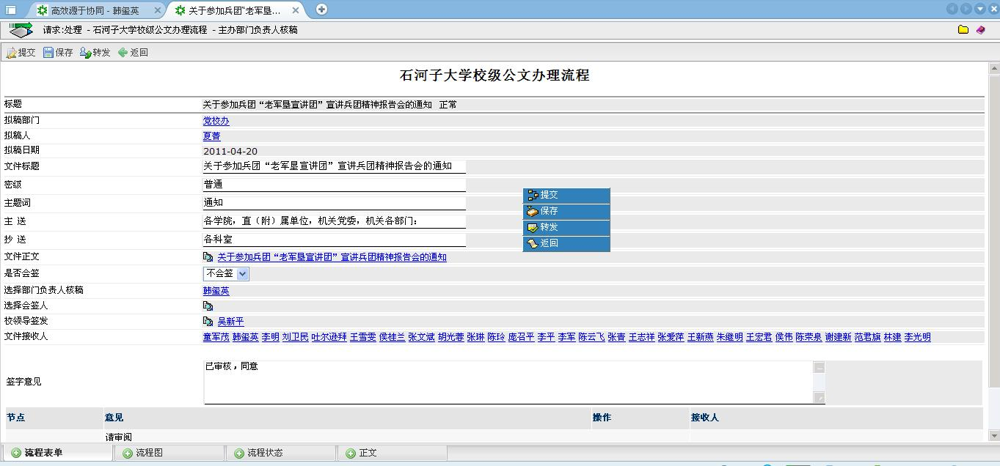 高效源于协同 - 韩玺英
关于参加兵团“老军垦...
请求:处理 - 石河子大学校级公文办理流程 - 主办部门负责人核稿
提交 保存 转发 返回
石河子大学校级公文办理流程
标题 关于参加兵团“老军垦宣讲团”宣讲兵团精神报告会的通知 正常
拟稿部门 党校办
拟稿人 夏菁
拟稿日期 2011-04-20
文件标题 关于参加兵团“老军垦宣讲团”宣讲兵团精神报告会的通知
密级 普通
提交
主题词 通知
保存
主 送 各学院，直（附）属单位，机关党委，机关各部门：
转发
抄 送 各科室
返回
文件正文 关于参加兵团“老军垦宣讲团”宣讲兵团精神报告会的通知
是否会签 不会签
选择部门负责人核稿 韩玺英
选择会签人
校领导签发 吴新平
文件接收人 童军茂 韩玺英 李明 刘卫民 吐尔逊拜 王雪雯 侯桂兰 张文斌 胡光蓉 张琳 陈玲 庞召平 李平 李军 陈云飞 张青 王志祥 张爱萍 王新燕 朱继明 王宏君 侯伟 陈荣泉 谢建新 范君旗 林建 李光明
已审核，同意
签字意见
节点 意见 操作 接收人
请审阅
流程表单 流程图 流程状态 正文